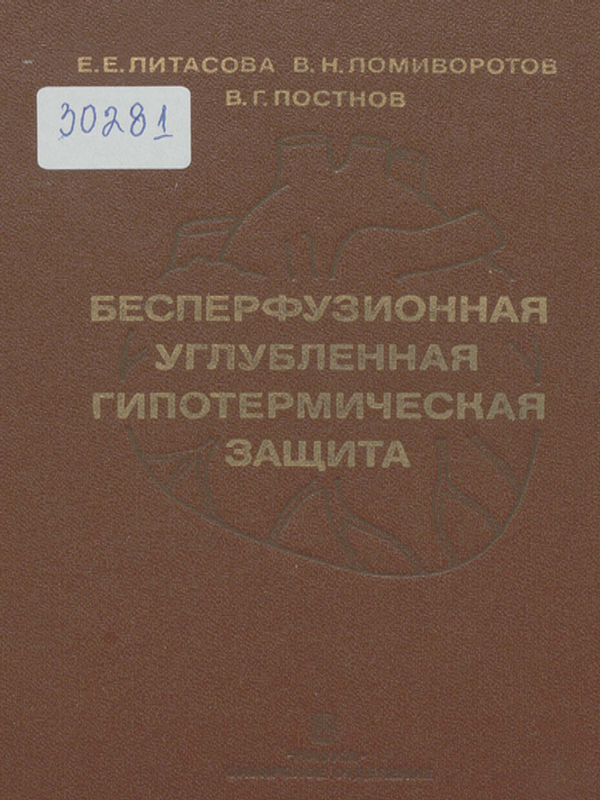 Е.Е.ЛИТАСОВА В.Н.ЛОМИВОРОТОВ
В.Г.ПОСТНОВ
30281
БЕСПЕРФУЗИОННАЯ
УГЛУБЛЕННАЯ
ГИПОТЕРМИЧЕСКАЯ
ЗАЩИТА